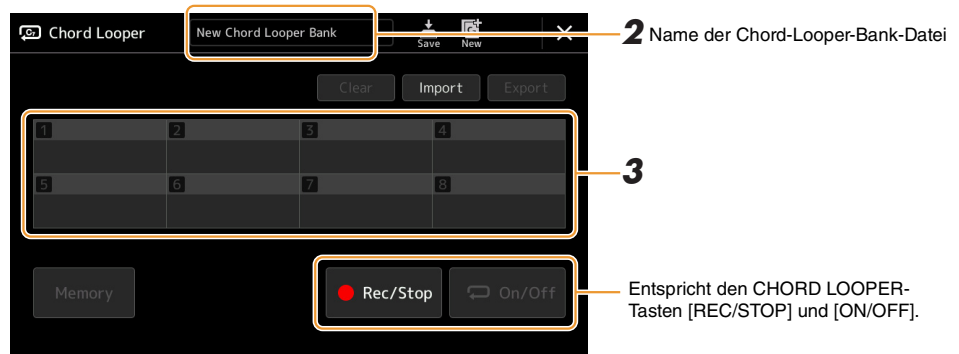 Chord Looper
New Chord Looper Bank
Save
New
2 Name der Chord-Looper-Bank-Datei
Clear
Import
Export
1
2
3
4
3
5
6
7
8
Memory
Rec/Stop
On/Off
Entspricht den CHORD LOOPER-
Tasten [REC/STOP] und [ON/OFF].